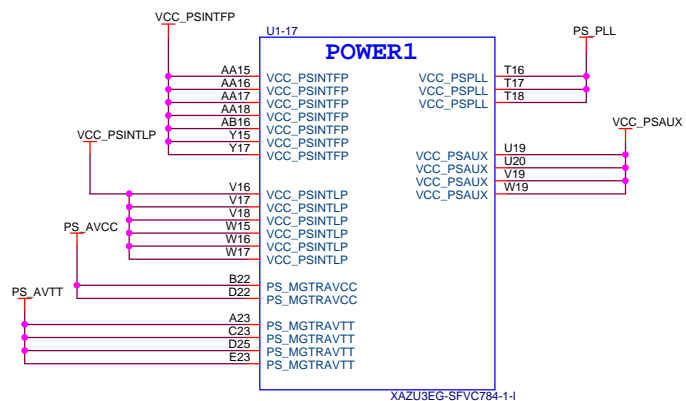 VCC_PSINTFP
U1-17
PS_PLL
POWER1
AA15 VCC_PSINTFP VCC_PSPLL T16
AA16 VCC_PSINTFP VCC_PSPLL T17
AA17 VCC_PSINTFP VCC_PSPLL T18
AA18 VCC_PSINTFP
AB16 VCC_PSINTFP
Y15 VCC_PSINTFP
Y17 VCC_PSINTFP
VCC_PSAUX
VCC_PSINTLP
VCC_PSAUX U19
VCC_PSAUX U20
VCC_PSAUX V19
VCC_PSAUX W19
V16 VCC_PSINTLP
V17 VCC_PSINTLP
V18 VCC_PSINTLP
W15 VCC_PSINTLP
W16 VCC_PSINTLP
W17 VCC_PSINTLP
PS_AVCC
B22 PS_MGTRAVCC
D22 PS_MGTRAVCC
PS_AVTT
A23 PS_MGTRAVTT
C23 PS_MGTRAVTT
D25 PS_MGTRAVTT
E23 PS_MGTRAVTT
XAZU3EG-SFVC784-1-I